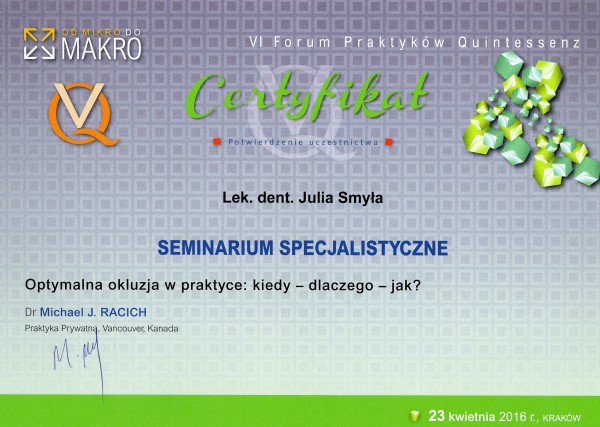 OD MIKRO DO
MAKRO
VI Forum Praktyków Quintessenz
VQ
Certyfikat
Potwierdzenie uczestnictwa
Lek. dent. Julia Smyła
SEMINARIUM SPECJALISTYCZNE
Optymalna okluzja w praktyce: kiedy – dlaczego – jak?
Dr Michael J. RACICH
Praktyka Prywatna, Vancouver, Kanada
23 kwietnia 2016 r., KRAKÓW